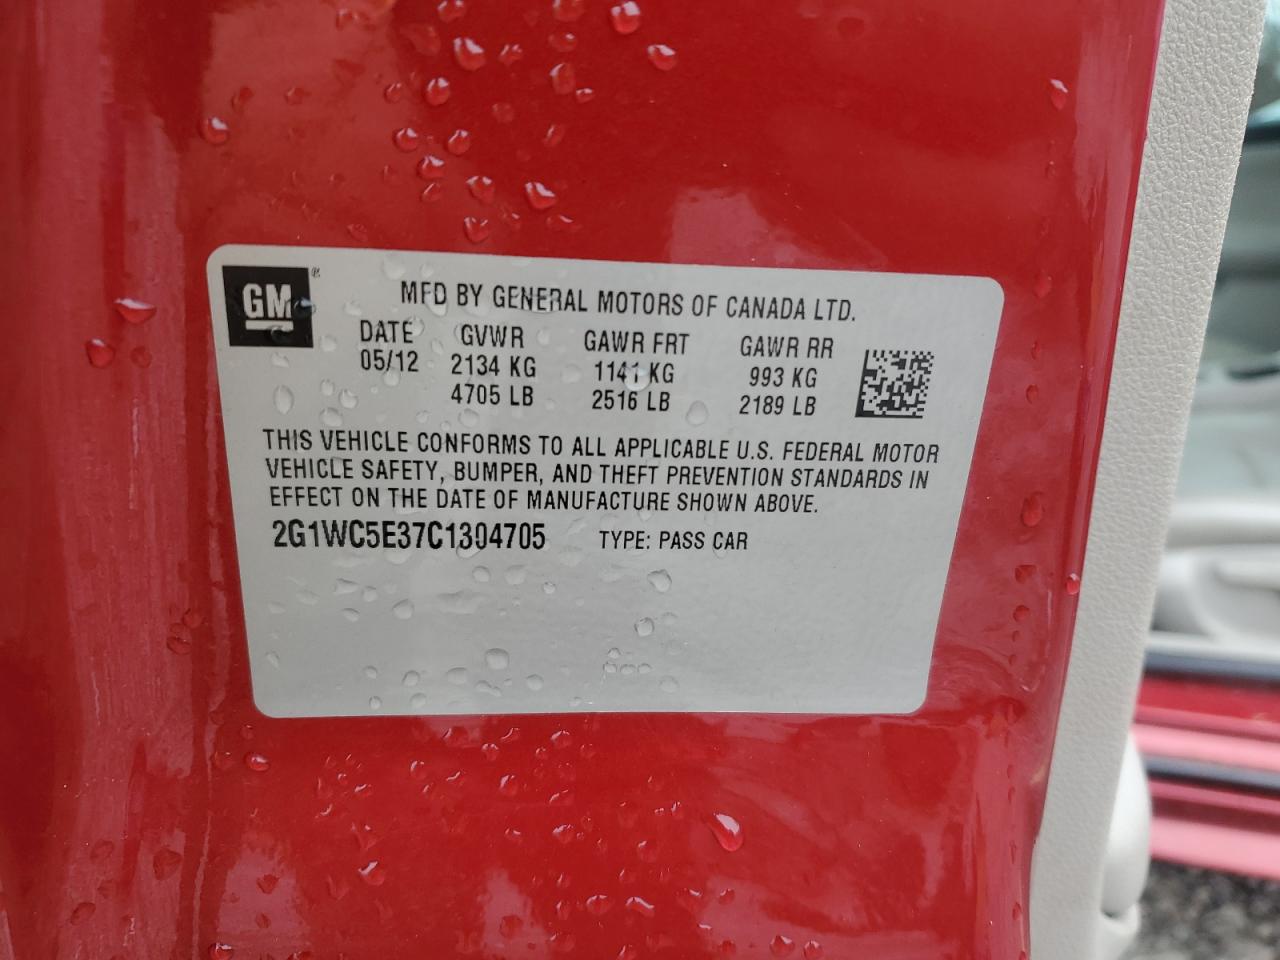 GM®
MFD BY GENERAL MOTORS OF CANADA LTD.
DATE GVWR GAWR FRT GAWR RR
05/12 2134 KG 1141 KG 993 KG
4705 LB 2516 LB 2189 LB
THIS VEHICLE CONFORMS TO ALL APPLICABLE U.S. FEDERAL MOTOR
VEHICLE SAFETY, BUMPER, AND THEFT PREVENTION STANDARDS IN
EFFECT ON THE DATE OF MANUFACTURE SHOWN ABOVE.
2G1WC5E37C1304705 TYPE: PASS CAR